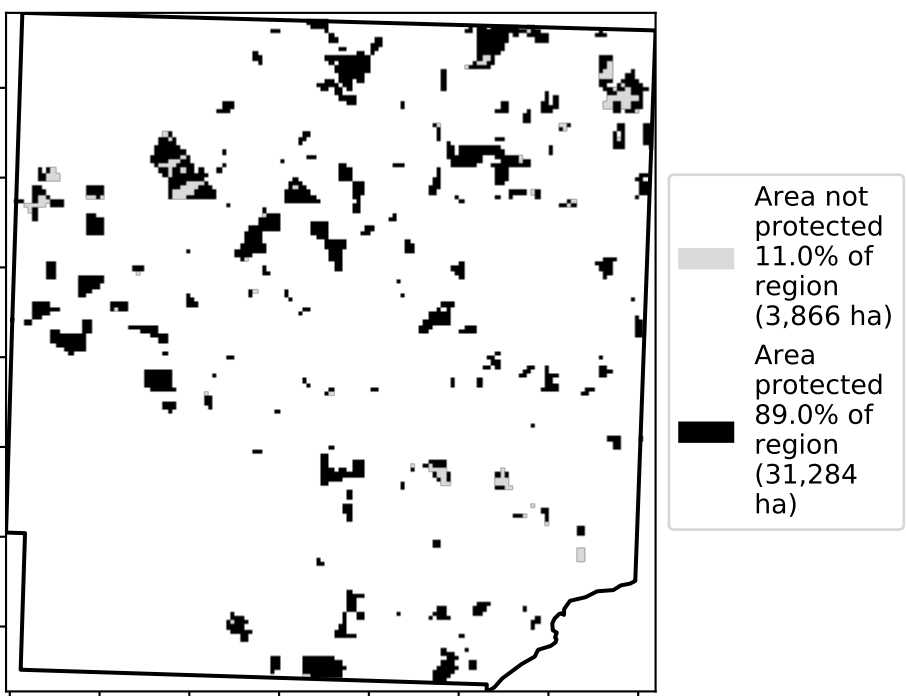 Area not
protected
11.0% of
region
(3,866 ha)
Area
protected
89.0% of
region
(31,284
ha)